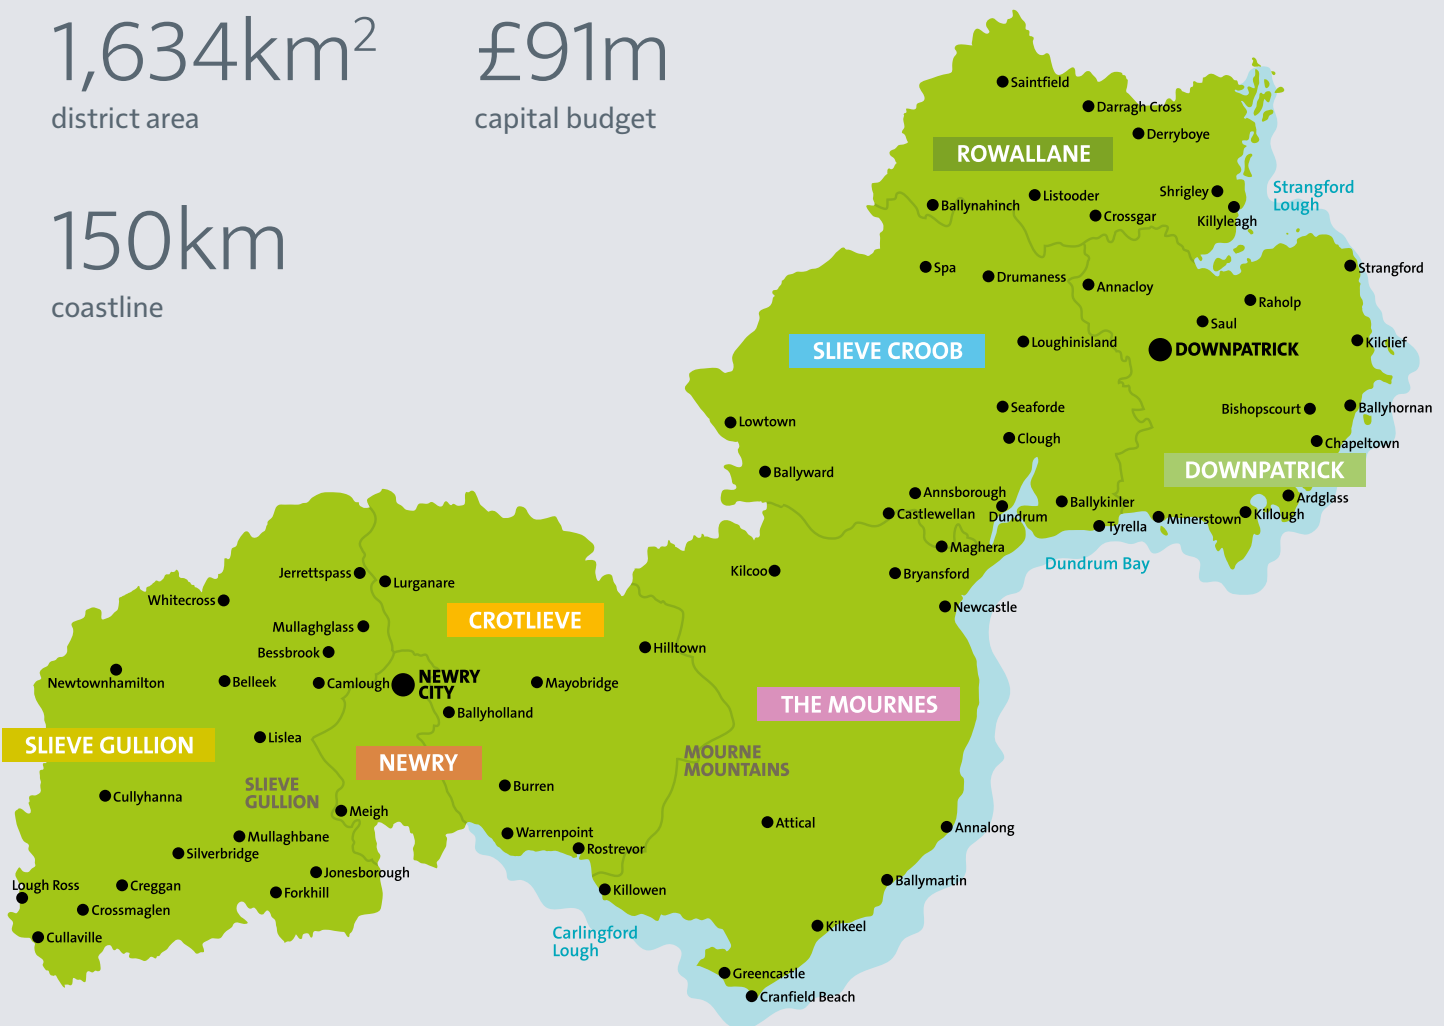 1,634km²
£91m
district area
capital budget
150km
coastline
Saintfield
Darragh Cross
Derryboye
ROWALLANE
Strangford
Lough
Shrigley
Listooder
Ballynahinch
Crossgar
Killyleagh
Spa
Drumaness
Annacloy
Strangford
Raholp
Saul
SLIEVE CROOB
Loughinisland
DOWNPATRICK
Kilclief
Seaforde
Bishopscourt
Ballyhornan
Lowtown
Clough
Chapeltown
Ballyward
DOWNPATRICK
Annsborough
Ballykinler
Ardglass
Castlewellan
Dundrum
Tyrella
Minerstown
Killough
Maghera
Dundrum Bay
Kilcoo
Bryansford
Newcastle
Jerrettspass
Lurganare
Whitecross
CROTLIEVE
Mullaghglass
Bessbrook
Hilltown
Newtownhamilton
Belleek
Camlough
NEWRY
CITY
Mayobridge
Ballyholland
THE MOURNES
SLIEVE GULLION
Lislea
NEWRY
MOURNE
MOUNTAINS
SLIEVE
GULLION
Burren
Cullyhanna
Meigh
Attical
Annalong
Mullaghbane
Warrenpoint
Silverbridge
Rostrevor
Jonesborough
Lough Ross
Creggan
Forkhill
Killowen
Ballymartin
Crossmaglen
Cullaville
Kilkeel
Carlingford
Lough
Greencastle
Cranfield Beach